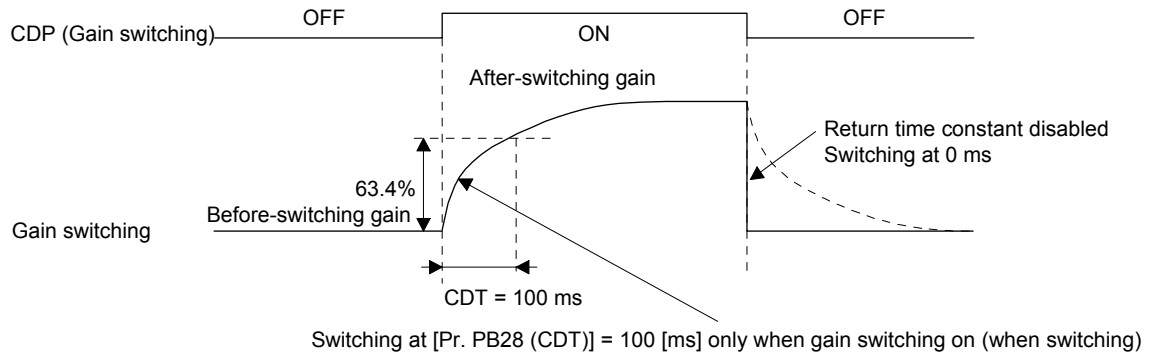 OFF
OFF
CDP (Gain switching)
ON
After-switching gain
Return time constant disabled
Switching at 0 ms
63.4%
Before-switching gain
Gain switching
CDT = 100 ms
Switching at [Pr. PB28 (CDT)] = 100 [ms] only when gain switching on (when switching)